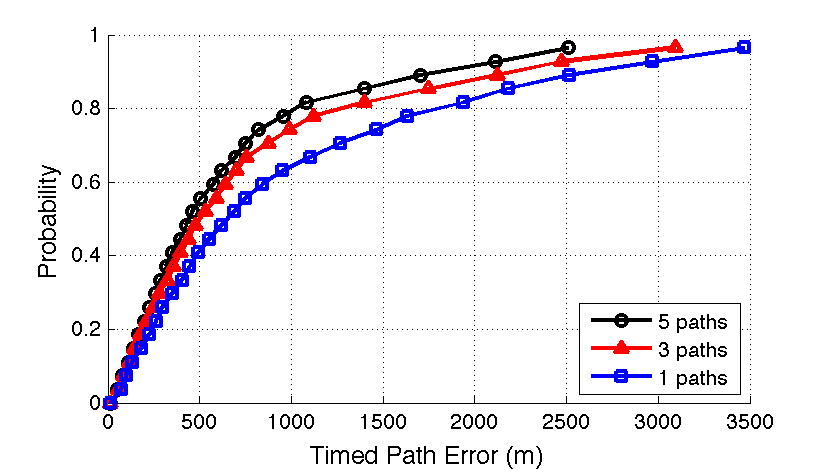 1
0.8
0.6
0.4
0.2
0
Probability
0 500 1000 1500 2000 2500 3000 3500
Timed Path Error (m)
5 paths
3 paths
1 paths